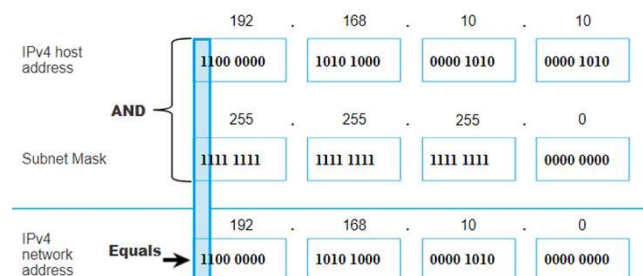 192 . 168 . 10 . 10
IPv4 host
address
1100 0000 1010 1000 0000 1010 0000 1010
AND
255 . 255 . 255 . 0
Subnet Mask
1111 1111 1111 1111 1111 1111 0000 0000
192 . 168 . 10 . 0
IPv4
network
address
Equals
1100 0000 1010 1000 0000 1010 0000 0000